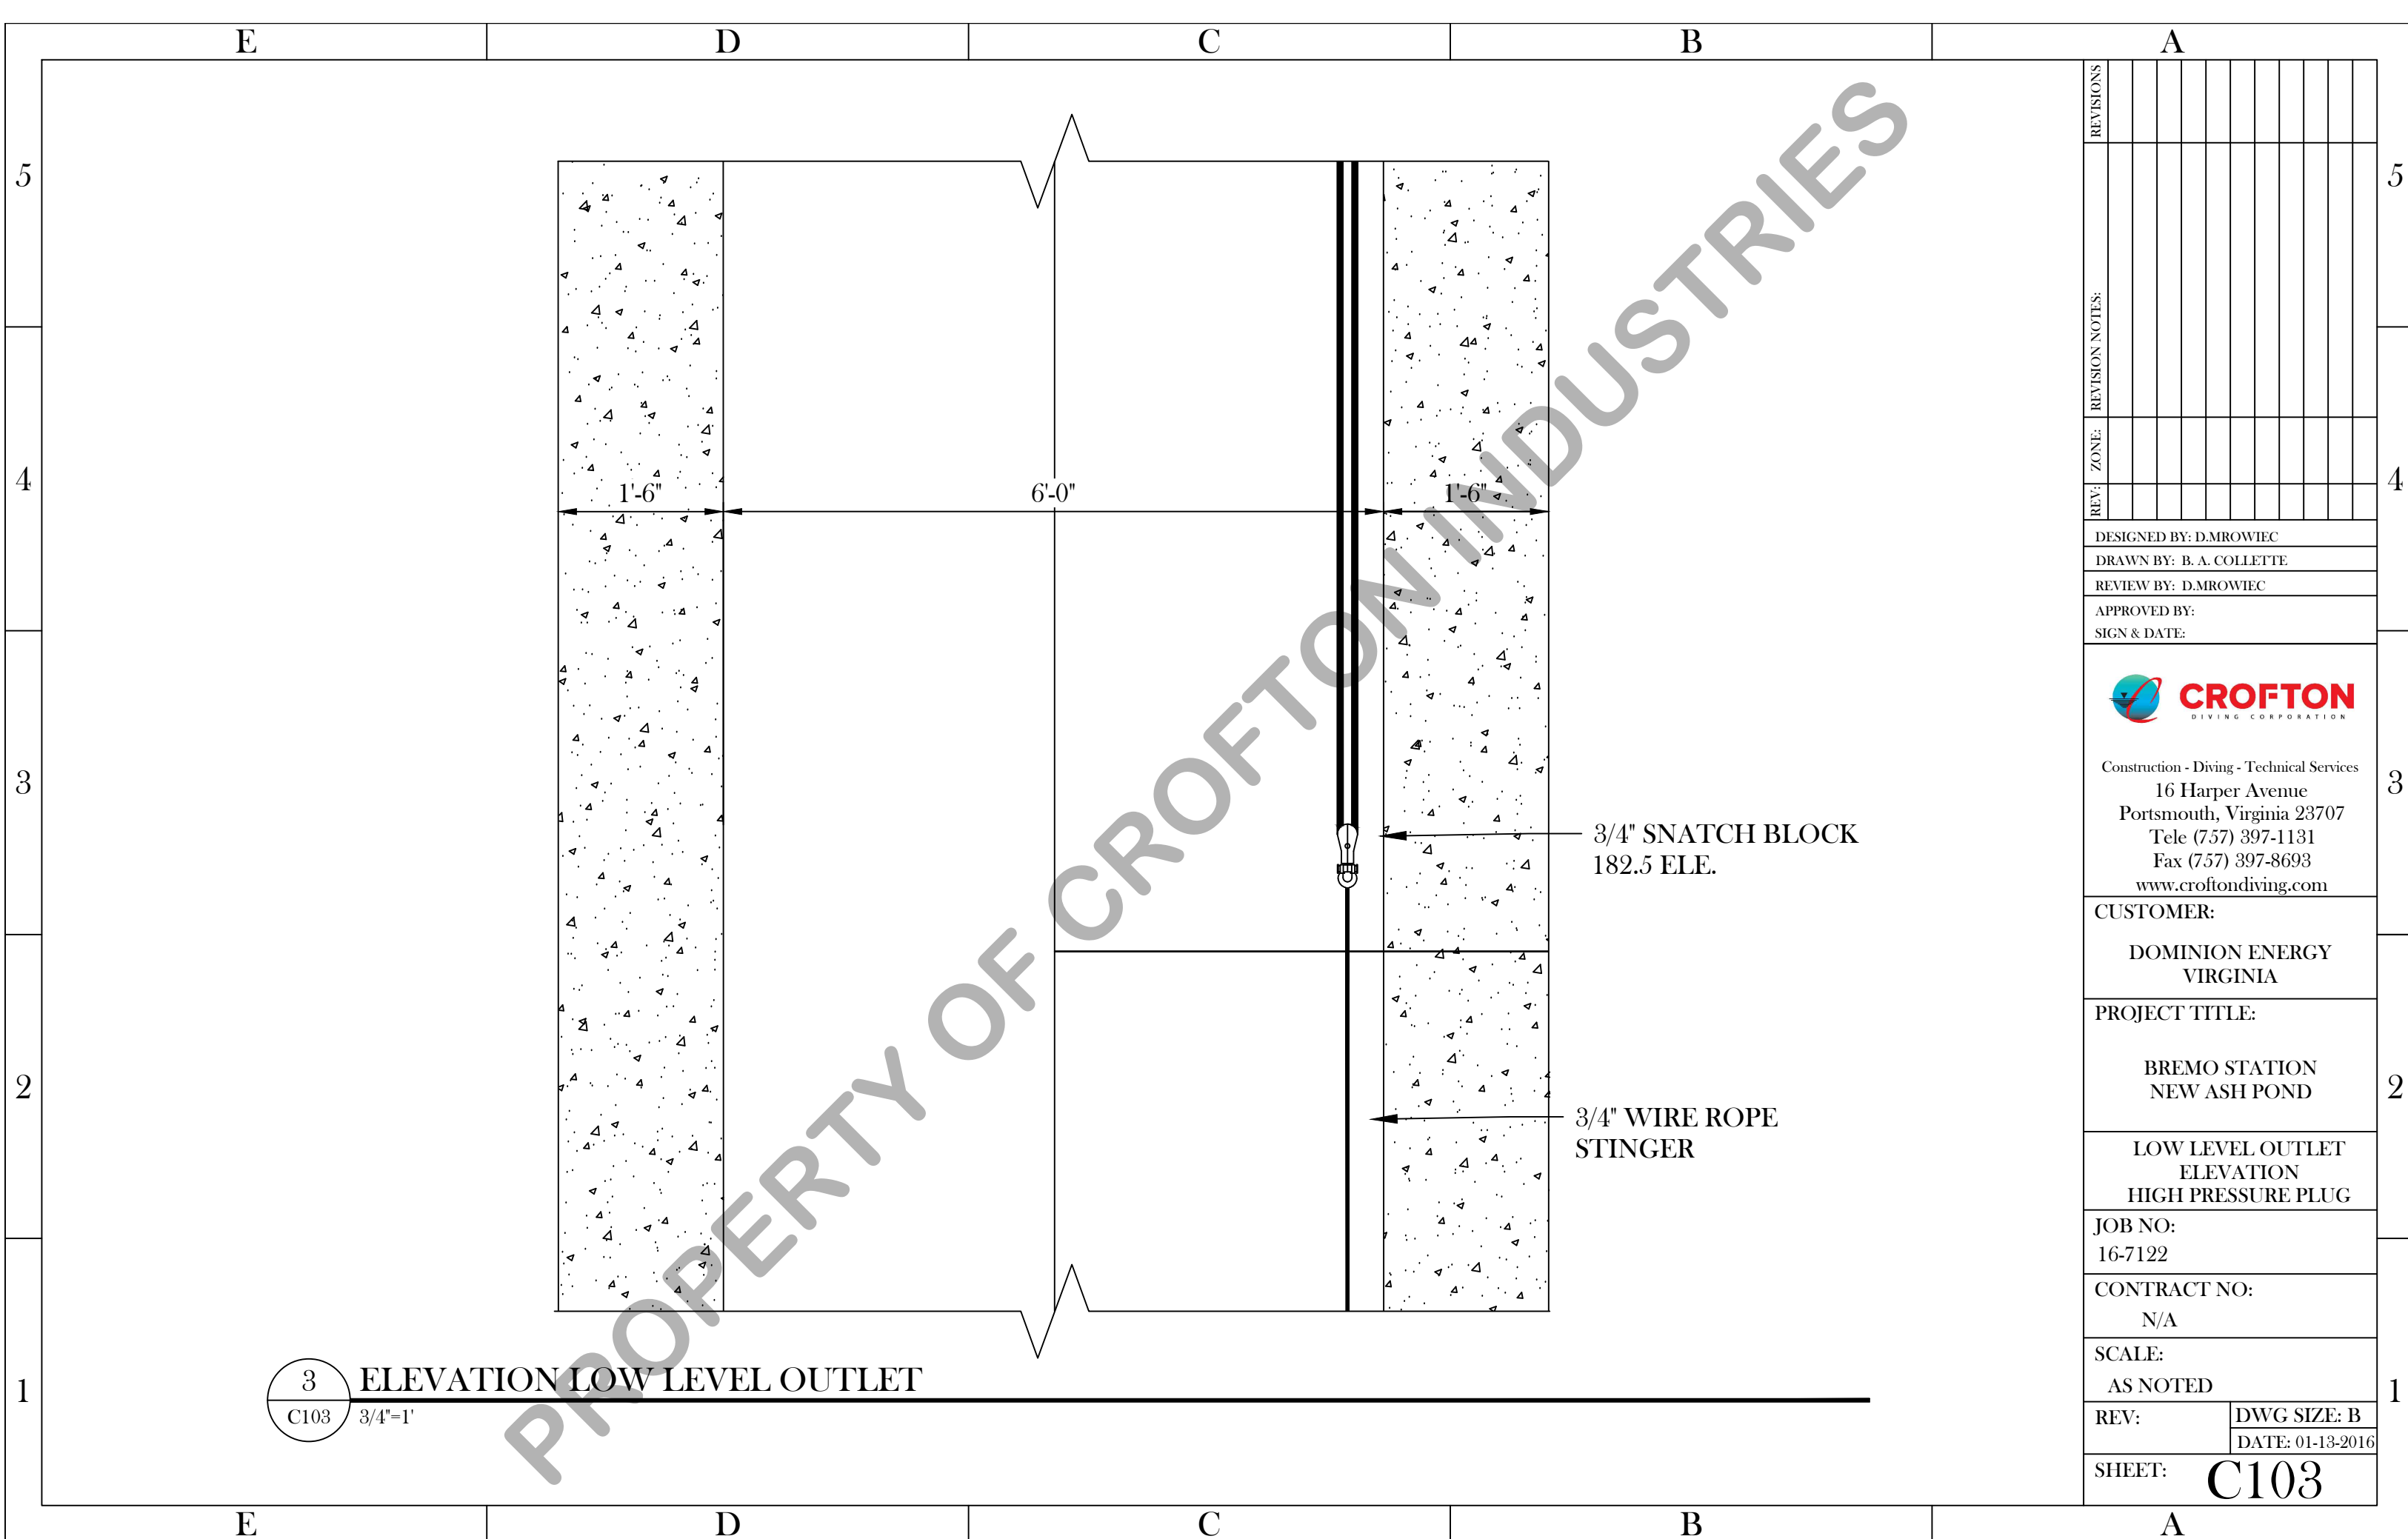 E D C B A
5
4
3
2
1
1'-6"
6'-0"
1'-6"
3/4" SNATCH BLOCK
182.5 ELE.
3/4" WIRE ROPE
STINGER
PROPERTY OF CROFTON INDUSTRIES
3
C103
ELEVATION LOW LEVEL OUTLET
3/4"=1'
REVISIONS
REVISION NOTES:
ZONE:
REV:
DESIGNED BY: D.MROWIEC
DRAWN BY: B. A. COLLETTE
REVIEW BY: D.MROWIEC
APPROVED BY:
SIGN & DATE:
CROFTON
DIVING CORPORATION
Construction - Diving - Technical Services
16 Harper Avenue
Portsmouth, Virginia 23707
Tele (757) 397-1131
Fax (757) 397-8693
www.croftondiving.com
CUSTOMER:
DOMINION ENERGY
VIRGINIA
PROJECT TITLE:
BREMO STATION
NEW ASH POND
LOW LEVEL OUTLET
ELEVATION
HIGH PRESSURE PLUG
JOB NO:
16-7122
CONTRACT NO:
N/A
SCALE:
AS NOTED
REV:
DWG SIZE: B
DATE: 01-13-2016
SHEET: C103
5
4
3
2
1
E D C B A